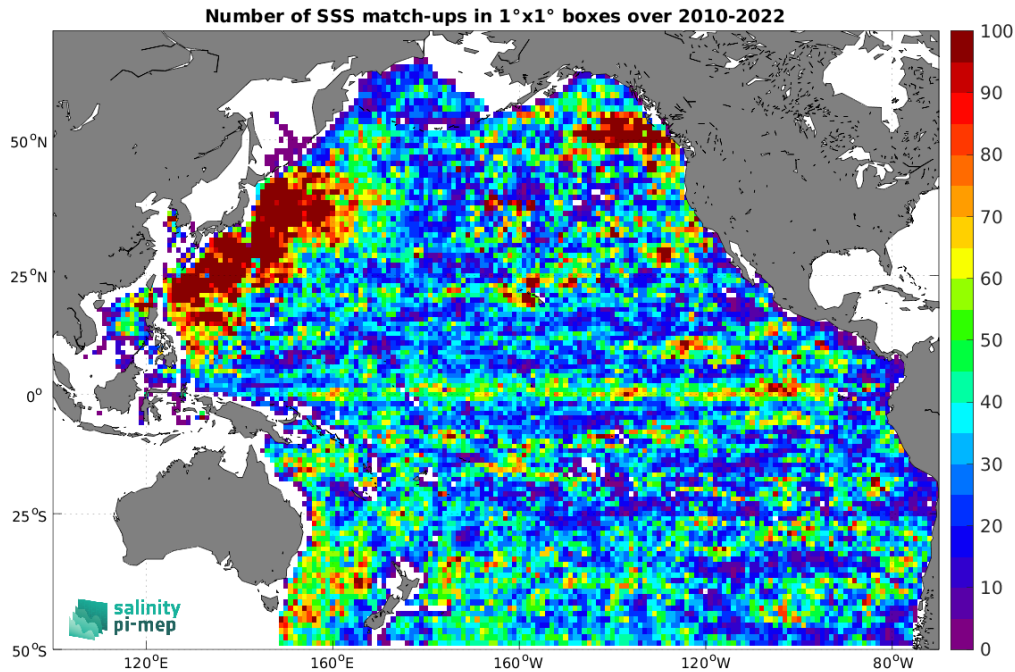 Number of SSS match-ups in 1°x1° boxes over 2010-2022
100
90
80
70
60
50
40
30
20
10
0
50°N
25°N
0°
25°S
50°S
120°E
160°E
160°W
120°W
80°W
salinity
pi-mep